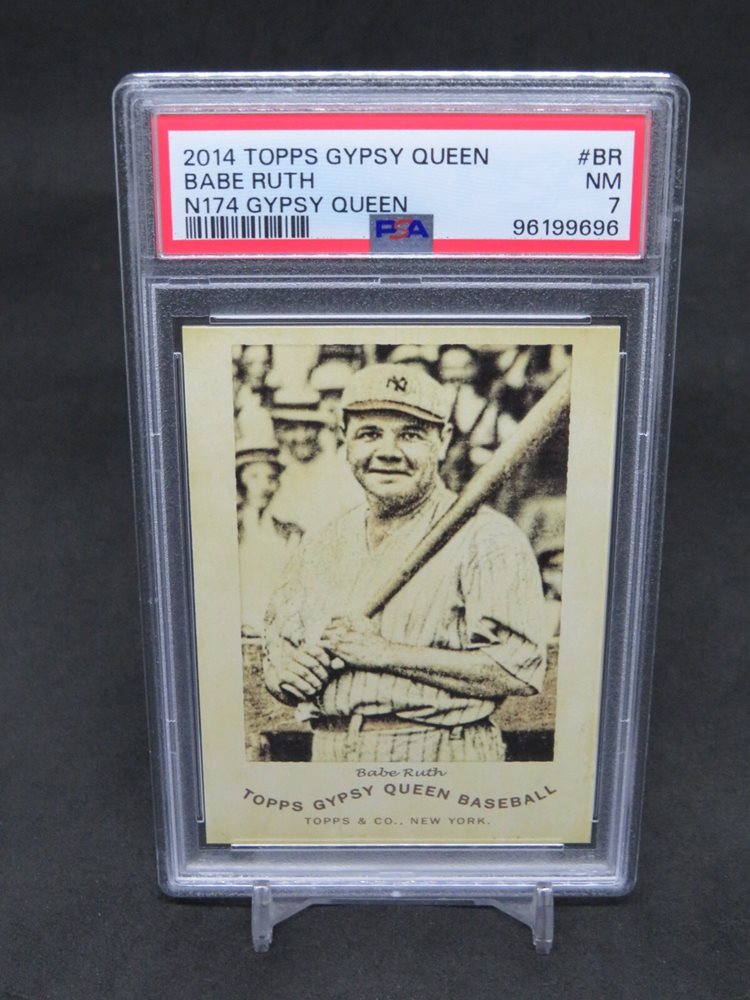 2014 TOPPS GYPSY QUEEN #BR
BABE RUTH NM
N174 GYPSY QUEEN 7
PSA 96199696
NY
Babe Ruth
TOPPS GYPSY QUEEN BASEBALL
TOPPS & CO., NEW YORK.